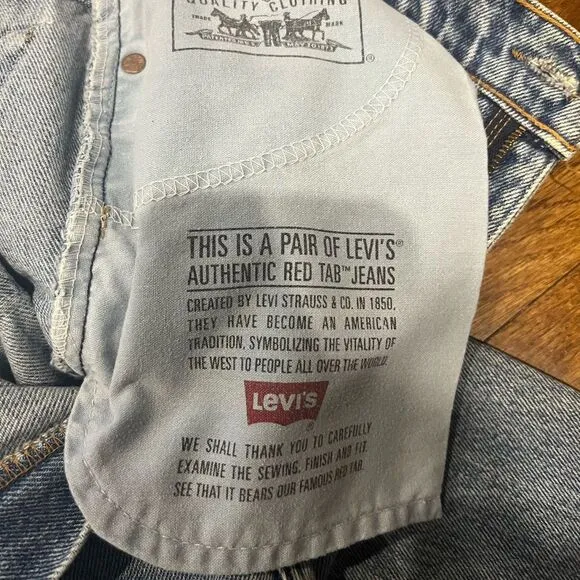 QUALITY CLOTHING
TRADE MARK
®
THIS IS A PAIR OF LEVI'S®
AUTHENTIC RED TAB™ JEANS
CREATED BY LEVI STRAUSS & CO. IN 1850,
THEY HAVE BECOME AN AMERICAN
TRADITION, SYMBOLIZING THE VITALITY OF
THE WEST TO PEOPLE ALL OVER THE WORLD.
LEVI'S
®
WE SHALL THANK YOU TO CAREFULLY
EXAMINE THE SEWING, FINISH AND FIT.
SEE THAT IT BEARS OUR FAMOUS RED TAB.